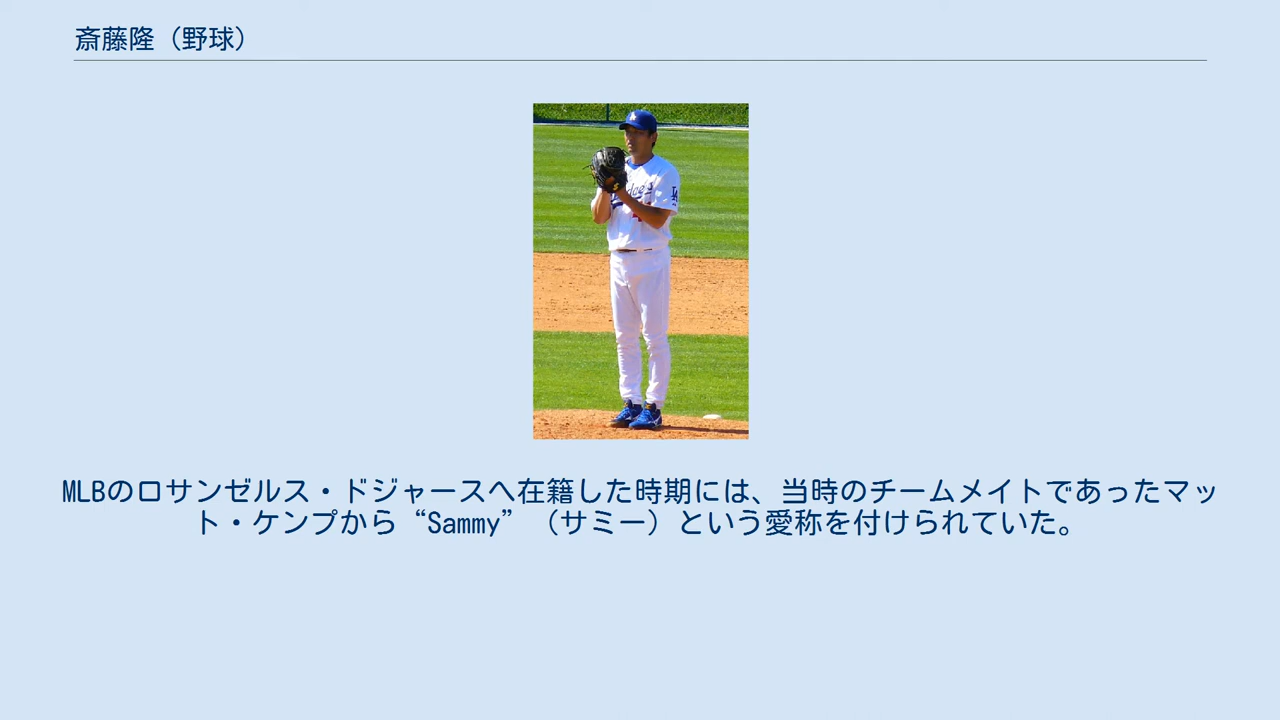 斎藤隆（野球）
MLBのロサンゼルス・ドジャースへ在籍した時期には、当時のチームメイトであったマッ
ト・ケンプから“Sammy”（サミー）という愛称を付けられていた。